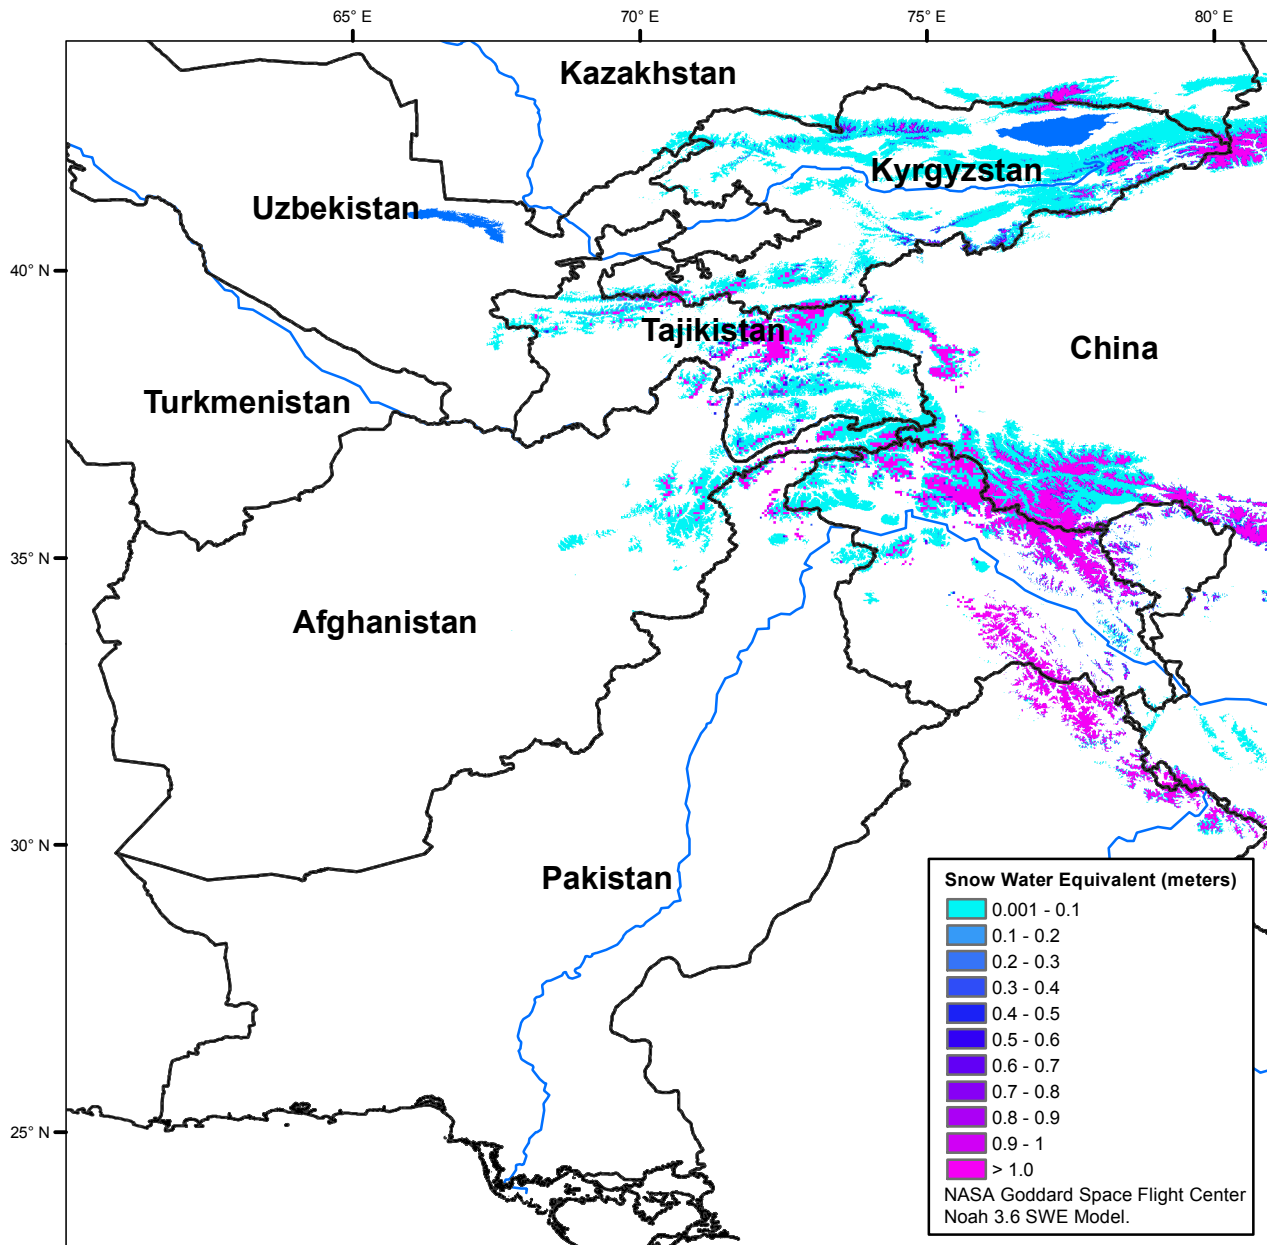 65° E
70° E
75° E
80° E
Kazakhstan
Kyrgyzstan
Uzbekistan
40° N
Tajikistan
China
Turkmenistan
35° N
Afghanistan
30° N
Pakistan
25° N
Snow Water Equivalent (meters)
0.001 - 0.1
0.1 - 0.2
0.2 - 0.3
0.3 - 0.4
0.4 - 0.5
0.5 - 0.6
0.6 - 0.7
0.7 - 0.8
0.8 - 0.9
0.9 - 1
> 1.0
NASA Goddard Space Flight Center
Noah 3.6 SWE Model.